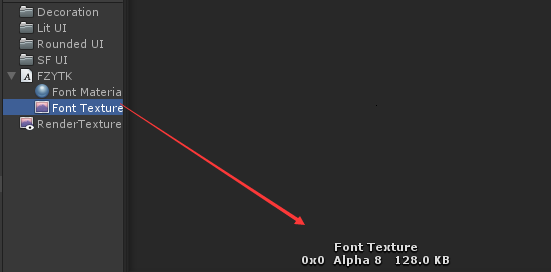 Decoration
Lit UI
Rounded UI
SF UI
FZYTK
Font Materia
Font Texture
RenderTexture
Font Texture
0x0 Alpha 8 128.0 KB